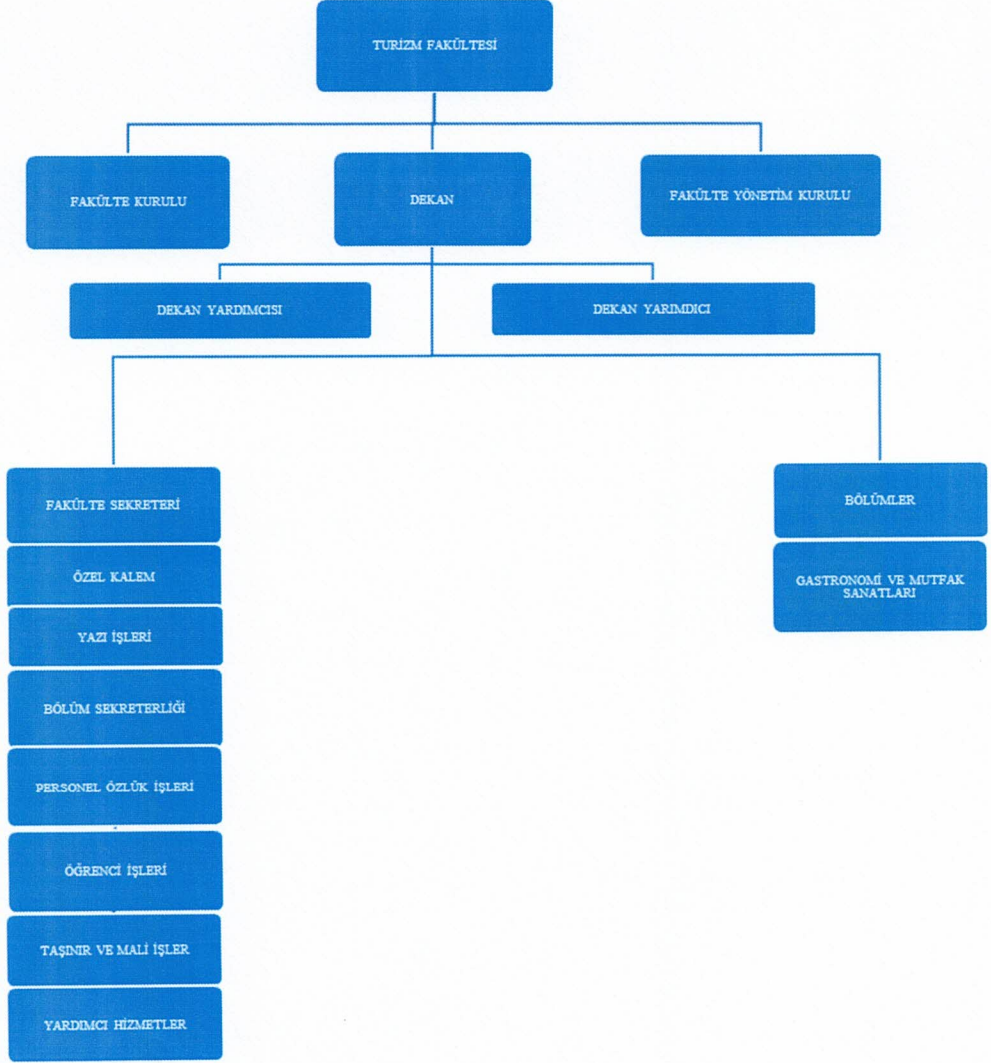 TURİZM FAKÜLTESİ
FAKÜLTE KURULU
DEKAN
FAKÜLTE YÖNETİM KURULU
DEKAN YARDIMCISI
DEKAN YARIMDICI
FAKÜLTE SEKRETERİ
ÖZEL KALEM
YAZI İŞLERİ
BÖLÜM SEKRETERLİĞİ
PERSONEL ÖZLÜK İŞLERİ
ÖĞRENCİ İŞLERİ
TAŞINIR VE MALİ İŞLER
YARDIMCI HİZMETLER
BÖLÜMLER
GASTRONOMİ VE MUTFAK
SANATLARI